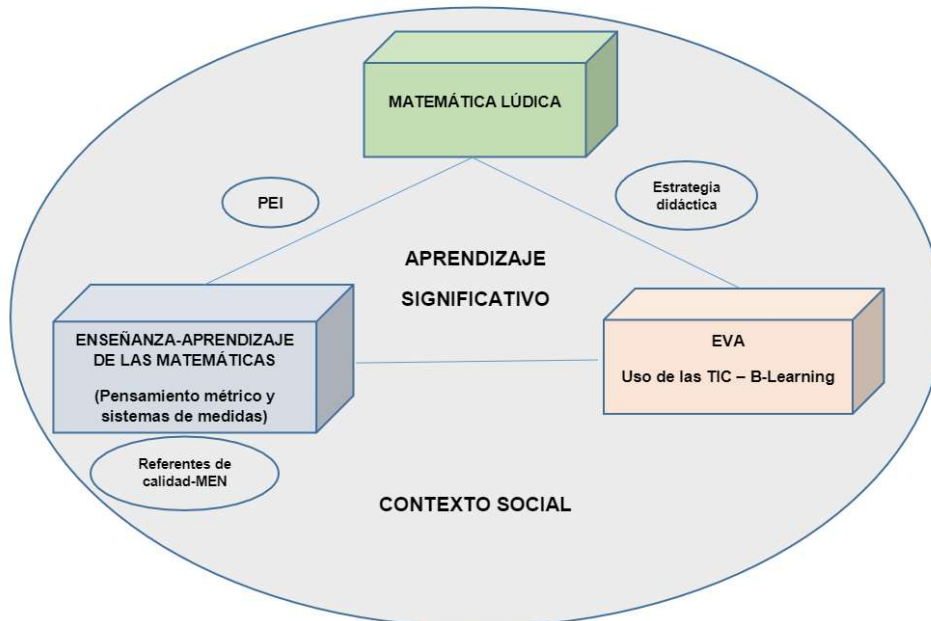 MATEMÁTICA LÚDICA
PEI
Estrategia
didáctica
APRENDIZAJE
SIGNIFICATIVO
ENSEÑANZA-APRENDIZAJE
DE LAS MATEMÁTICAS
(Pensamiento métrico y
sistemas de medidas)
EVA
Uso de las TIC – B-Learning
Referentes de
calidad-MEN
CONTEXTO SOCIAL